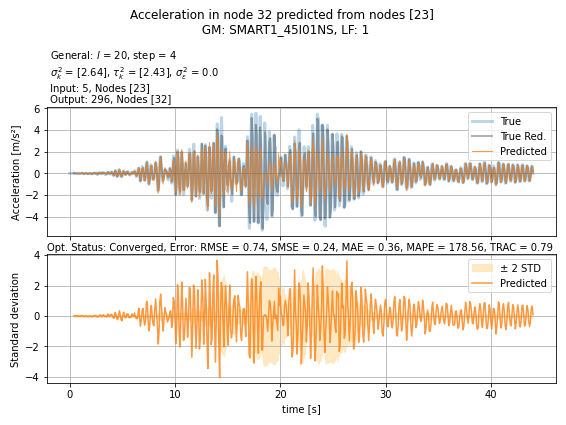 Acceleration in node 32 predicted from nodes [23]
GM: SMART1_45I01NS, LF: 1
General: l = 20, step = 4
σ²ₖ = [2.64], τ²ₖ = [2.43], σ²ε = 0.0
Input: 5, Nodes [23]
Output: 296, Nodes [32]
6
4
2
0
−2
−4
Acceleration [m/s²]
True
True Red.
Predicted
Opt. Status: Converged, Error: RMSE = 0.74, SMSE = 0.24, MAE = 0.36, MAPE = 178.56, TRAC = 0.79
4
2
0
−2
−4
Standard deviation
± 2 STD
Predicted
0 10 20 30 40
time [s]